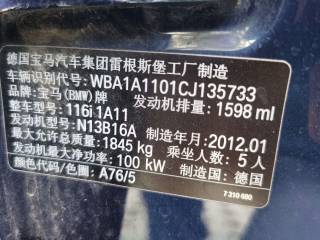 德国宝马汽车集团雷根斯堡工厂制造
车辆识别代号:WBA1A1101CJ135733
品牌:宝马(BMW)牌 发动机排量:1598 ml
型号:116i 1A11
发动机型号:N13B16A 制造年月:2012.01
最大允许总质量:1845 kg 乘坐人数:5 人
发动机最大净功率:100 kW 制造国:德国
颜色代码/色:A76/5
7 310 680